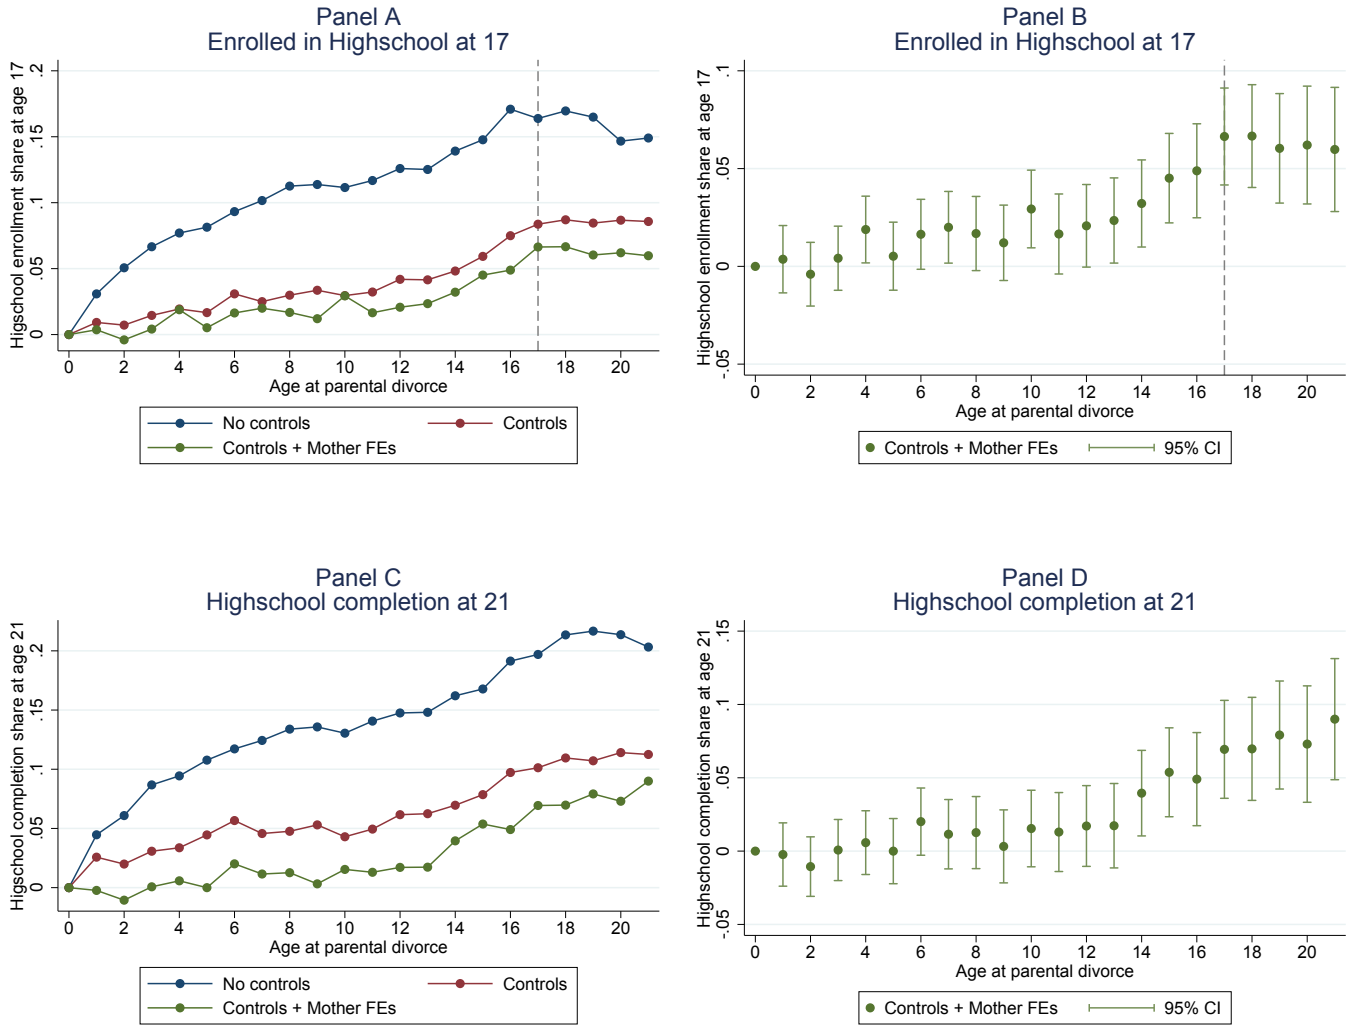 Panel A
Enrolled in Highschool at 17
Higschool enrollment share at age 17
.2
.15
.1
.05
0
0 2 4 6 8 10 12 14 16 18 20
Age at parental divorce
No controls
Controls
Controls + Mother FEs
Panel B
Enrolled in Highschool at 17
Highschool enrollment share at age 17
.1
.05
0
-.05
0 2 4 6 8 10 12 14 16 18 20
Age at parental divorce
Controls + Mother FEs
95% CI
Panel C
Highschool completion at 21
Higschool completion share at age 21
.2
.15
.1
.05
0
0 2 4 6 8 10 12 14 16 18 20
Age at parental divorce
No controls
Controls
Controls + Mother FEs
Panel D
Highschool completion at 21
Highschool completion share at age 21
.15
.1
.05
0
-.05
0 2 4 6 8 10 12 14 16 18 20
Age at parental divorce
Controls + Mother FEs
95% CI